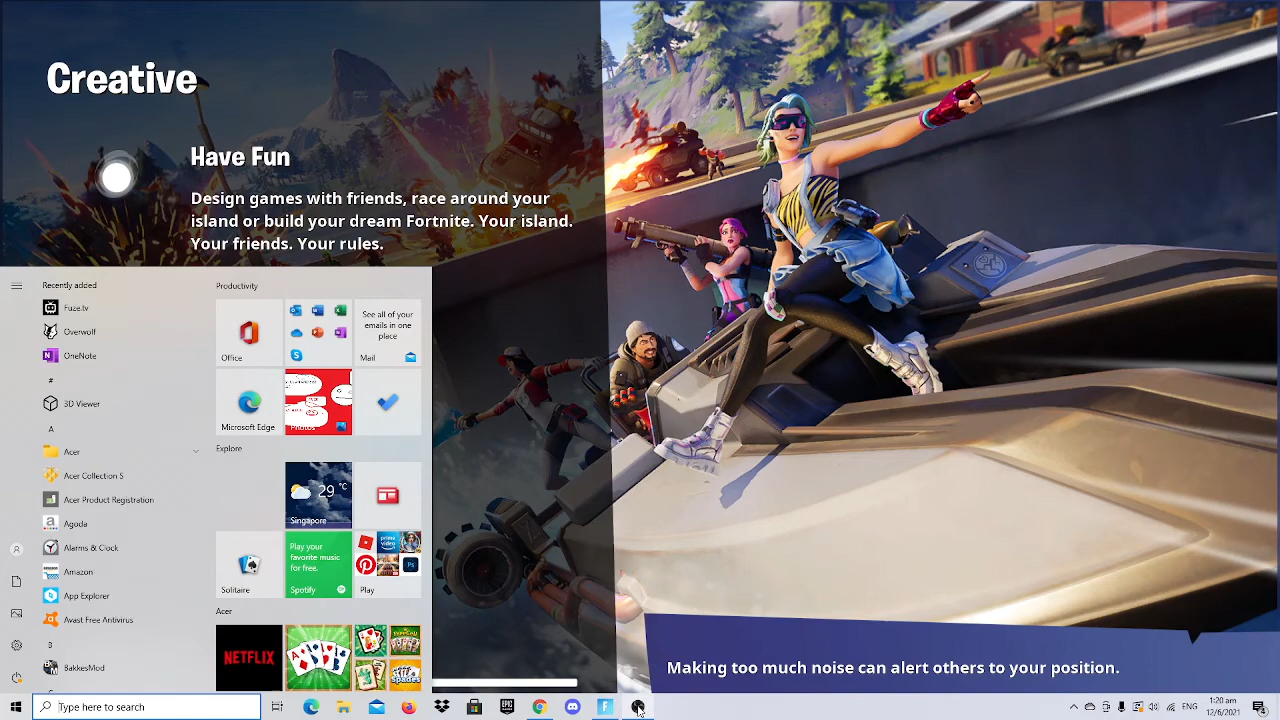 Creative
Have Fun
Design games with friends, race around your
island or build your dream Fortnite. Your island.
Your friends. Your rules.
Recently added
Fuze.tv
Overwolf
OneNote
#
3D Viewer
A
Acer
Acer Collection S
Acer Product Registration
Agoda
Alarms & Clock
Amazon
App Explorer
Avast Free Antivirus
B
BakkesMod
Productivity
Office
See all of your
emails in one
place
Mail
Microsoft Edge
Photos
Explore
29 °C
Singapore
Solitaire
Play your
favorite music
for free.
Spotify
prime video
Ps
Play
Acer
NETFLIX
spades
Making too much noise can alert others to your position.
Type here to search
EPIC
ENG
1:20 am
12/6/2021